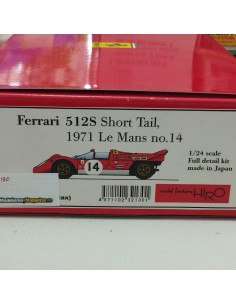 Ferrari 512S Short Tail,
1971 Le Mans no.14
1/24 scale
Full detail kit
made in Japan
14
model factory HIRO